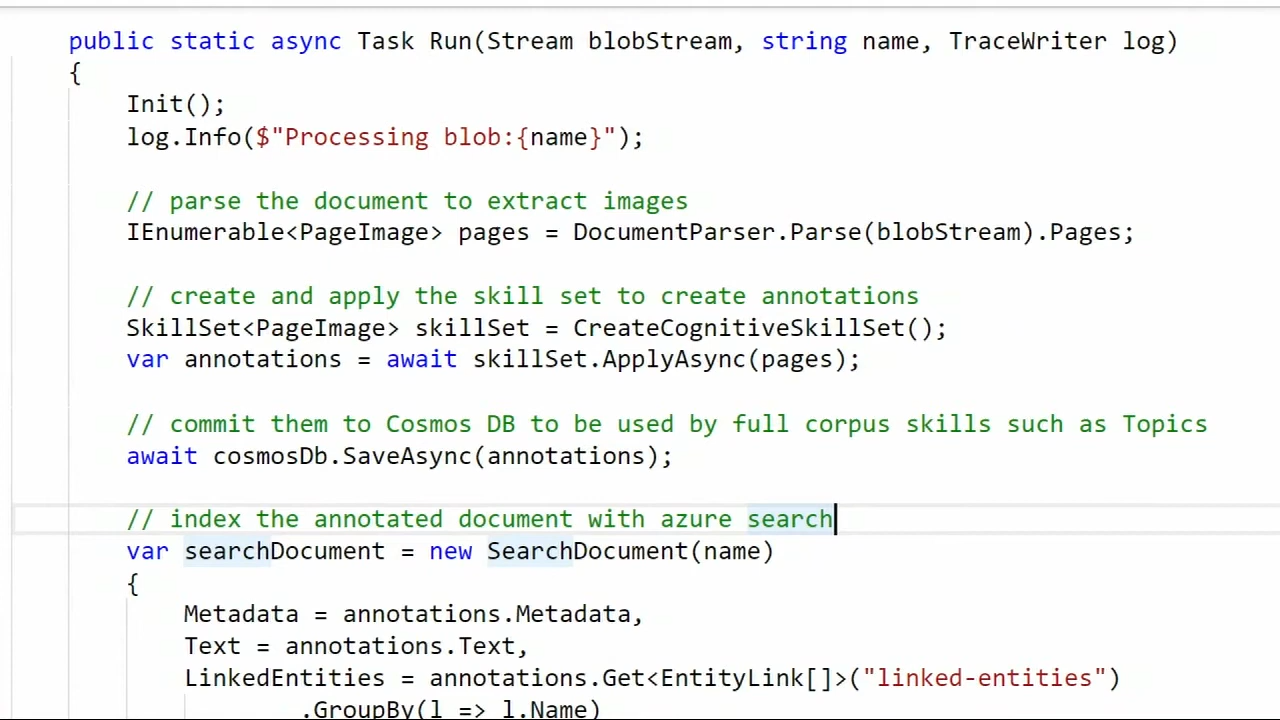 public static async Task Run(Stream blobStream, string name, TraceWriter log)
{
Init();
log.Info($"Processing blob:{name}");
// parse the document to extract images
IEnumerable<PageImage> pages = DocumentParser.Parse(blobStream).Pages;
// create and apply the skill set to create annotations
SkillSet<PageImage> skillSet = CreateCognitiveSkillSet();
var annotations = await skillSet.ApplyAsync(pages);
// commit them to Cosmos DB to be used by full corpus skills such as Topics
await cosmosDb.SaveAsync(annotations);
// index the annotated document with azure search
var searchDocument = new SearchDocument(name)
{
Metadata = annotations.Metadata,
Text = annotations.Text,
LinkedEntities = annotations.Get<EntityLink[]>("linked-entities")
.GroupBy(l => l.Name)